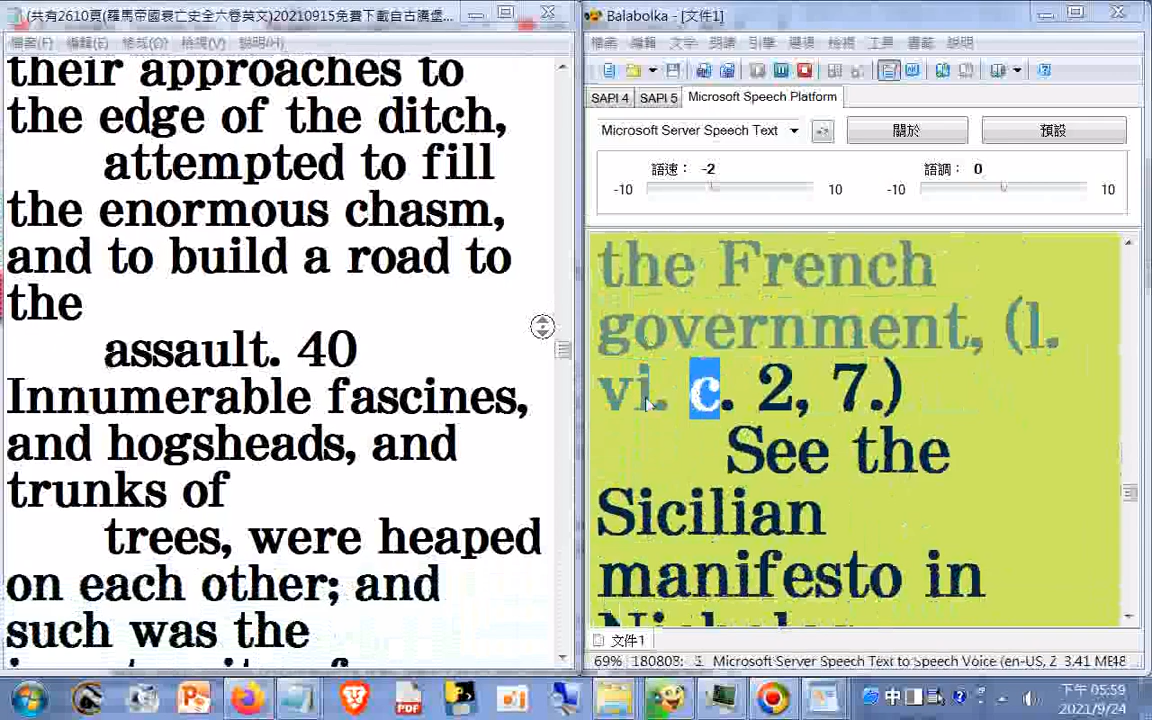 (共有2610頁(羅馬帝國衰亡史全六卷英文)20210915免費下載自古騰堡...
檔案(F) 編輯(E) 格式(O) 檢視(V) 說明(H)
their approaches to
the edge of the ditch,
attempted to fill
the enormous chasm,
and to build a road to
the
assault. 40
Innumerable fascines,
and hogsheads, and
trunks of
trees, were heaped
on each other; and
such was the
Balabolka - [文件1]
檔案 編輯 文字 朗讀 引擎 選項 檢視 工具 書籤 說明
SAPI 4 SAPI 5 Microsoft Speech Platform
Microsoft Server Speech Text 關於 預設
語速： -2 語調： 0
-10 10 -10 10
the French
government, (l.
vi. c. 2, 7.)
See the
Sicilian
manifesto in
文件1
69% 180808: 1 Microsoft Server Speech Text to Speech Voice (en-US, Z 3.41 ME48
PDF
中
下午 05:59
2021/9/24